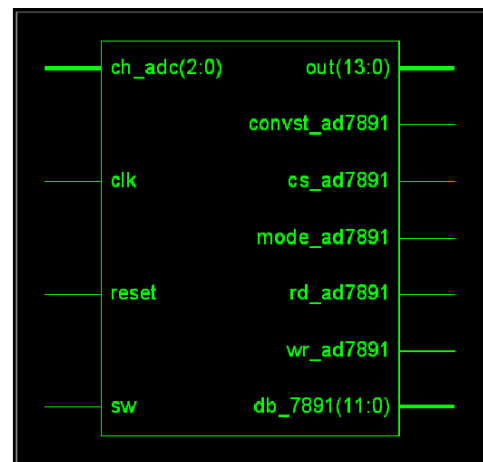 ch_adc(2:0) out(13:0)
convst_ad7891
clk cs_ad7891
mode_ad7891
reset rd_ad7891
wr_ad7891
sw db_7891(11:0)